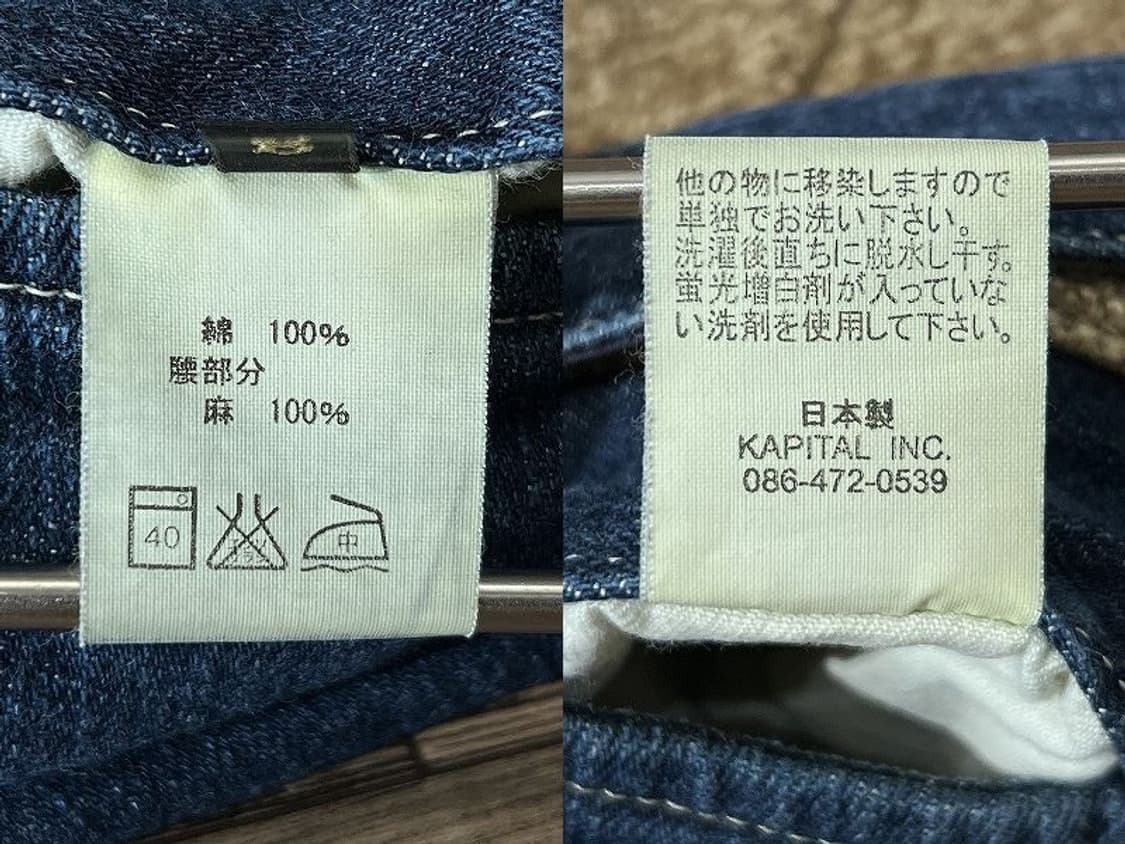 綿 100%
腰部分
麻 100%
40
中
他の物に移染しますので
単独でお洗い下さい。
洗濯後直ちに脱水し干す。
蛍光増白剤が入っていな
い洗剤を使用して下さい。
日本製
KAPITAL INC.
086-472-0539